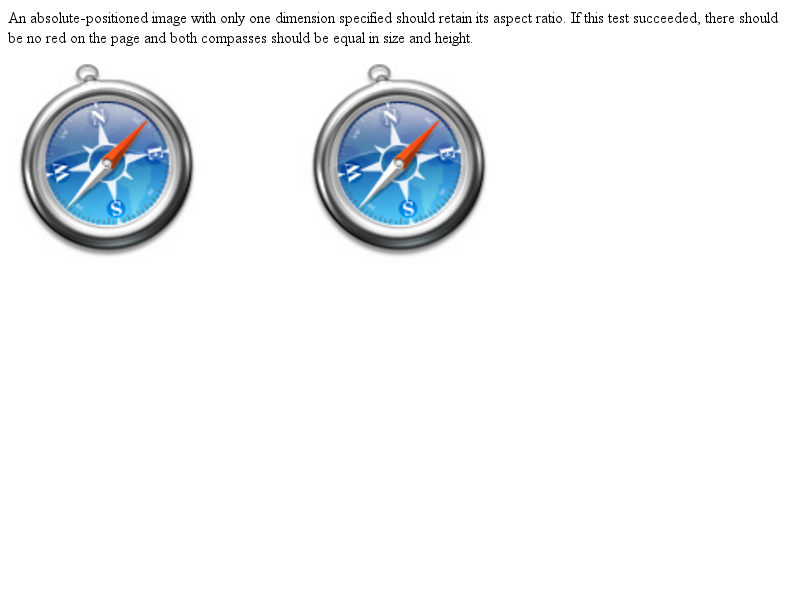 An absolute-positioned image with only one dimension specified should retain its aspect ratio. If this test succeeded, there should
be no red on the page and both compasses should be equal in size and height.
N
E
W
S
N
E
W
S